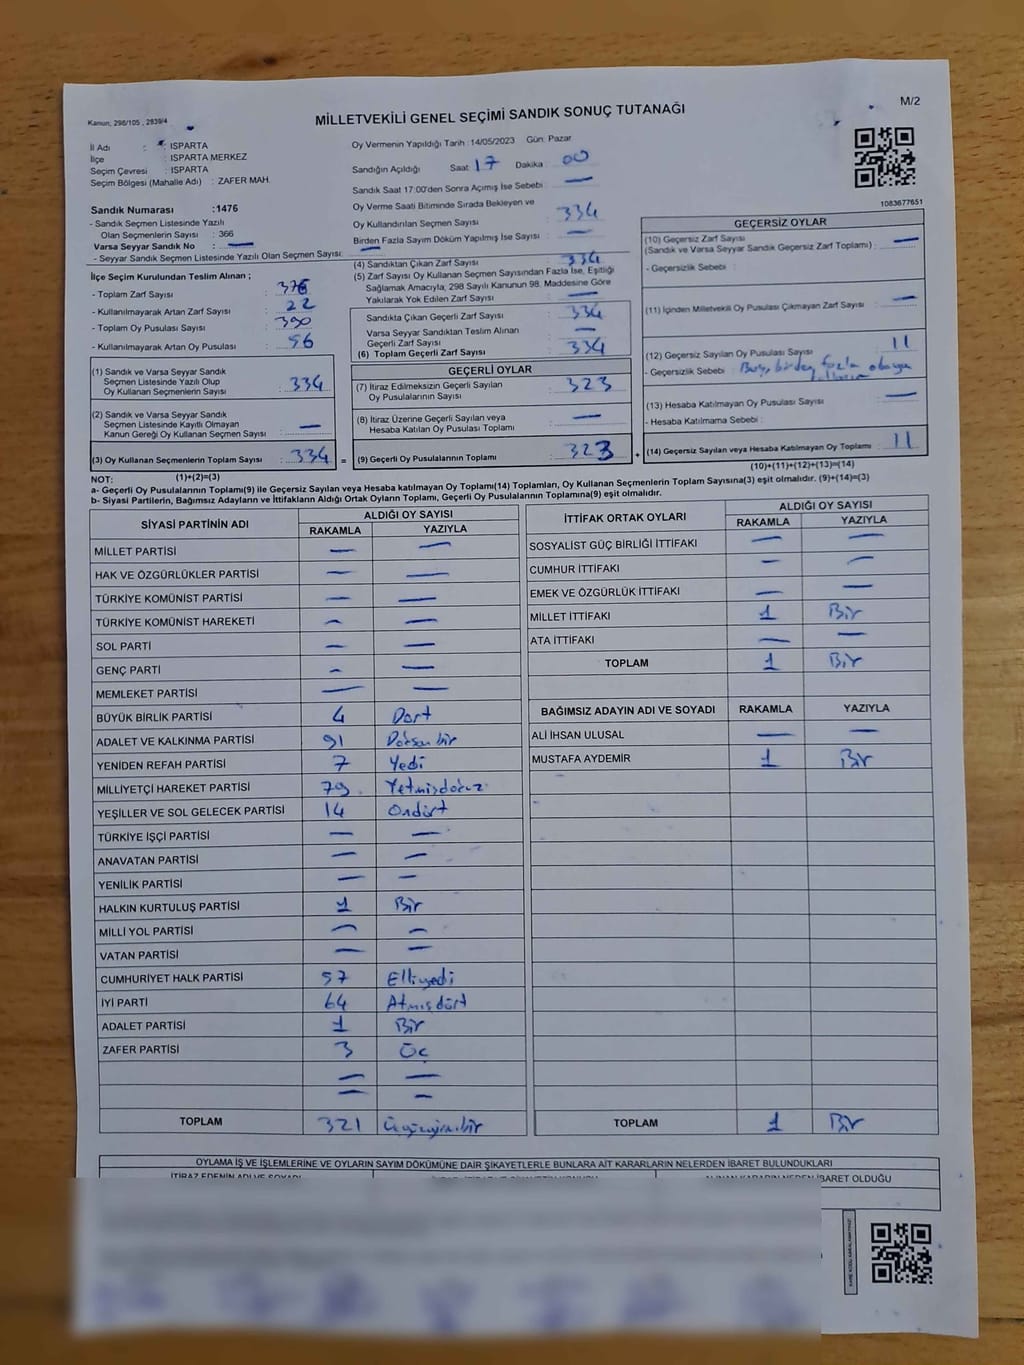 Kanun, 298/105 , 2839/4
MİLLETVEKİLİ GENEL SEÇİMİ SANDIK SONUÇ TUTANAĞI
M/2
İl Adı : ISPARTA
İlçe : ISPARTA MERKEZ
Seçim Çevresi : ISPARTA
Seçim Bölgesi (Mahalle Adı) : ZAFER MAH.
Sandık Numarası :1476
- Sandık Seçmen Listesinde Yazılı
Olan Seçmenlerin Sayısı : 366
Varsa Seyyar Sandık No : —
- Seyyar Sandık Seçmen Listesinde Yazılı Olan Seçmen Sayısı: —
Oy Vermenin Yapıldığı Tarih :14/05/2023 Gün: Pazar
Sandığın Açıldığı Saat : 17 Dakika : 00
Sandık Saat 17:00'den Sonra Açımış İse Sebebi : —
Oy Verme Saati Bitiminde Sırada Bekleyen ve
Oy Kullandırılan Seçmen Sayısı : 334
Birden Fazla Sayım Döküm Yapılmış İse Sayısı : —
1083677651
İlçe Seçim Kurulundan Teslim Alınan ;
- Toplam Zarf Sayısı :
- Kullanılmayarak Artan Zarf Sayısı : 22
- Toplam Oy Pusulası Sayısı : 390
- Kullanılmayarak Artan Oy Pusulası : 56
(4) Sandıktan Çıkan Zarf Sayısı : 334
(5) Zarf Sayısı Oy Kullanan Seçmen Sayısından Fazla İse, Eşitliği
Sağlamak Amacıyla, 298 Sayılı Kanunun 98. Maddesine Göre
Yakılarak Yok Edilen Zarf Sayısı : —
Sandıkta Çıkan Geçerli Zarf Sayısı : 334
Varsa Seyyar Sandıktan Teslim Alınan
Geçerli Zarf Sayısı : —
(6) Toplam Geçerli Zarf Sayısı : 334
GEÇERSİZ OYLAR
(10) Geçersiz Zarf Sayısı
(Sandık ve Varsa Seyyar Sandık Geçersiz Zarf Toplamı) : —
- Geçersizlik Sebebi :
(11) İçinden Milletvekili Oy Pusulası Çıkmayan Zarf Sayısı : —
(12) Geçersiz Sayılan Oy Pusulası Sayısı : 11
- Geçersizlik Sebebi : birden fazla
(13) Hesaba Katılmayan Oy Pusulası Sayısı : —
- Hesaba Katılmama Sebebi :
(14) Geçersiz Sayılan veya Hesaba Katılmayan Oy Toplamı : 11
(10)+(11)+(12)+(13)=(14)
(1) Sandık ve Varsa Seyyar Sandık
Seçmen Listesinde Yazılı Olup
Oy Kullanan Seçmenlerin Sayısı : 334
(2) Sandık ve Varsa Seyyar Sandık
Seçmen Listesinde Kayıtlı Olmayan
Kanun Gereği Oy Kullanan Seçmen Sayısı : —
(3) Oy Kullanan Seçmenlerin Toplam Sayısı : 334 =
GEÇERLİ OYLAR
(7) İtiraz Edilmeksizin Geçerli Sayılan
Oy Pusulalarının Sayısı : 323
(8) İtiraz Üzerine Geçerli Sayılan veya
Hesaba Katılan Oy Pusulası Toplamı : —
(9) Geçerli Oy Pusulalarının Toplamı : 323 +
NOT: (1)+(2)=(3)
a- Geçerli Oy Pusulalarının Toplamı(9) ile Geçersiz Sayılan veya Hesaba katılmayan Oy Toplamı(14) Toplamları, Oy Kullanan Seçmenlerin Toplam Sayısına(3) eşit olmalıdır. (9)+(14)=(3)
b- Siyasi Partilerin, Bağımsız Adayların ve İttifakların Aldığı Ortak Oyların Toplamı, Geçerli Oy Pusulalarının Toplamına(9) eşit olmalıdır.
SİYASİ PARTİNİN ADI ALDIĞI OY SAYISI
RAKAMLA YAZIYLA
MİLLET PARTİSİ — —
HAK VE ÖZGÜRLÜKLER PARTİSİ — —
TÜRKİYE KOMÜNİST PARTİSİ — —
TÜRKİYE KOMÜNİST HAREKETİ — —
SOL PARTİ — —
GENÇ PARTİ — —
MEMLEKET PARTİSİ — —
BÜYÜK BİRLİK PARTİSİ 4 Dört
ADALET VE KALKINMA PARTİSİ 91 Doksanbir
YENİDEN REFAH PARTİSİ 7 Yedi
MİLLİYETÇİ HAREKET PARTİSİ 79 Yetmişdokuz
YEŞİLLER VE SOL GELECEK PARTİSİ 14 Ondört
TÜRKİYE İŞÇİ PARTİSİ — —
ANAVATAN PARTİSİ — —
YENİLİK PARTİSİ — —
HALKIN KURTULUŞ PARTİSİ 1 Bir
MİLLİ YOL PARTİSİ — —
VATAN PARTİSİ — —
CUMHURİYET HALK PARTİSİ 57 Elliyedi
İYİ PARTİ 64 Atmışdört
ADALET PARTİSİ 1 Bir
ZAFER PARTİSİ 3 Üç
— —
— —
TOPLAM 321 Üçyüzyirmibir
İTTİFAK ORTAK OYLARI ALDIĞI OY SAYISI
RAKAMLA YAZIYLA
SOSYALİST GÜÇ BİRLİĞİ İTTİFAKI — —
CUMHUR İTTİFAKI — —
EMEK VE ÖZGÜRLÜK İTTİFAKI — —
MİLLET İTTİFAKI 1 Bir
ATA İTTİFAKI — —
TOPLAM 1 Bir
BAĞIMSIZ ADAYIN ADI VE SOYADI RAKAMLA YAZIYLA
ALİ İHSAN ULUSAL — —
MUSTAFA AYDEMİR 1 Bir
TOPLAM 1 Bir
OYLAMA İŞ VE İŞLEMLERİNE VE OYLARIN SAYIM DÖKÜMÜNE DAİR ŞİKAYETLERLE BUNLARA AİT KARARLARIN NELERDEN İBARET BULUNDUKLARI
İTİRAZ EDENİN ADI VE SOYADI
ALINAN KARARIN NEDEN İBARET OLDUĞU